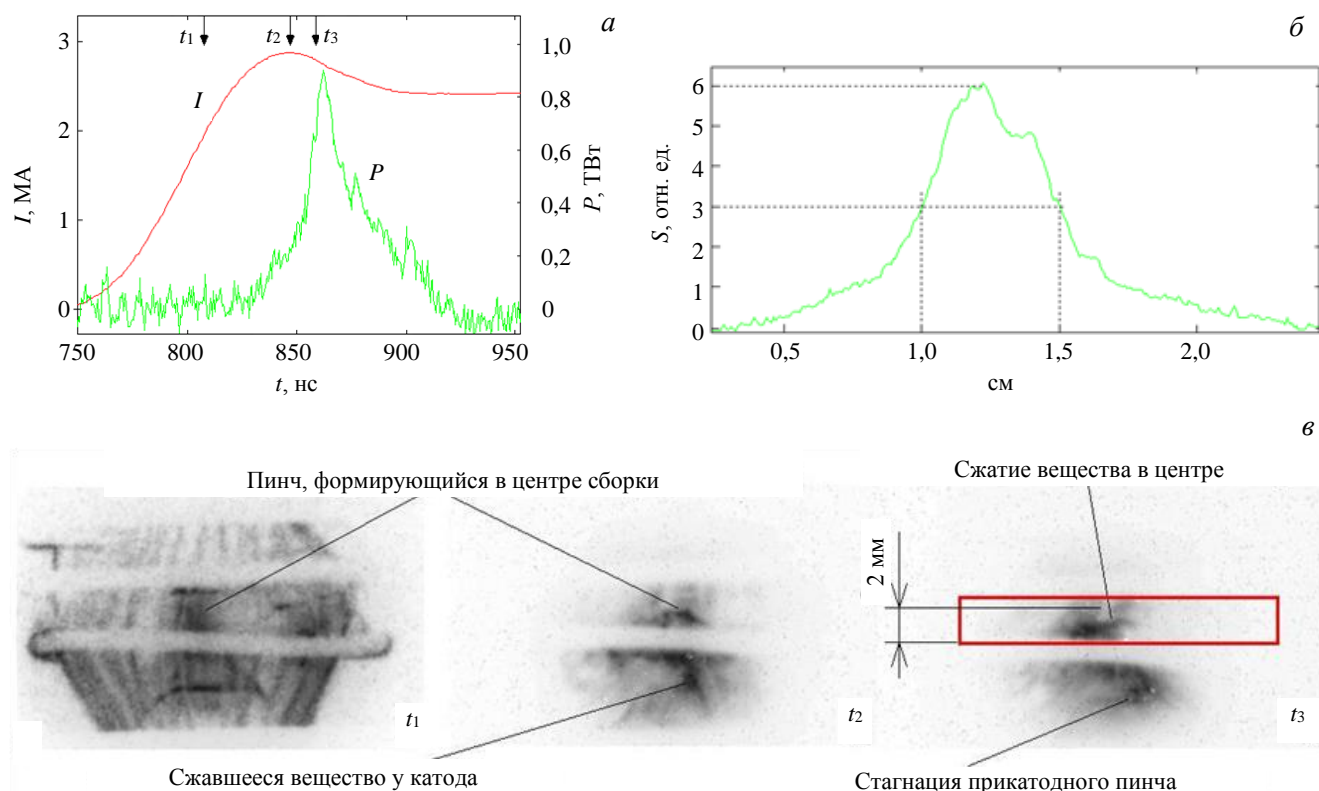 а
t1
t2
t3
I, МА
3
2
1
0
I
P
1,0
0,8
0,6
0,4
0,2
0
P, ТВт
750
800
850
900
950
t, нс
б
S, отн. ед.
6
5
4
3
2
1
0
0,5
1,0
1,5
2,0
см
в
Пинч, формирующийся в центре сборки
Сжатие вещества в центре
2 мм
t1
t2
t3
Сжавшееся вещество у катода
Стагнация прикатодного пинча